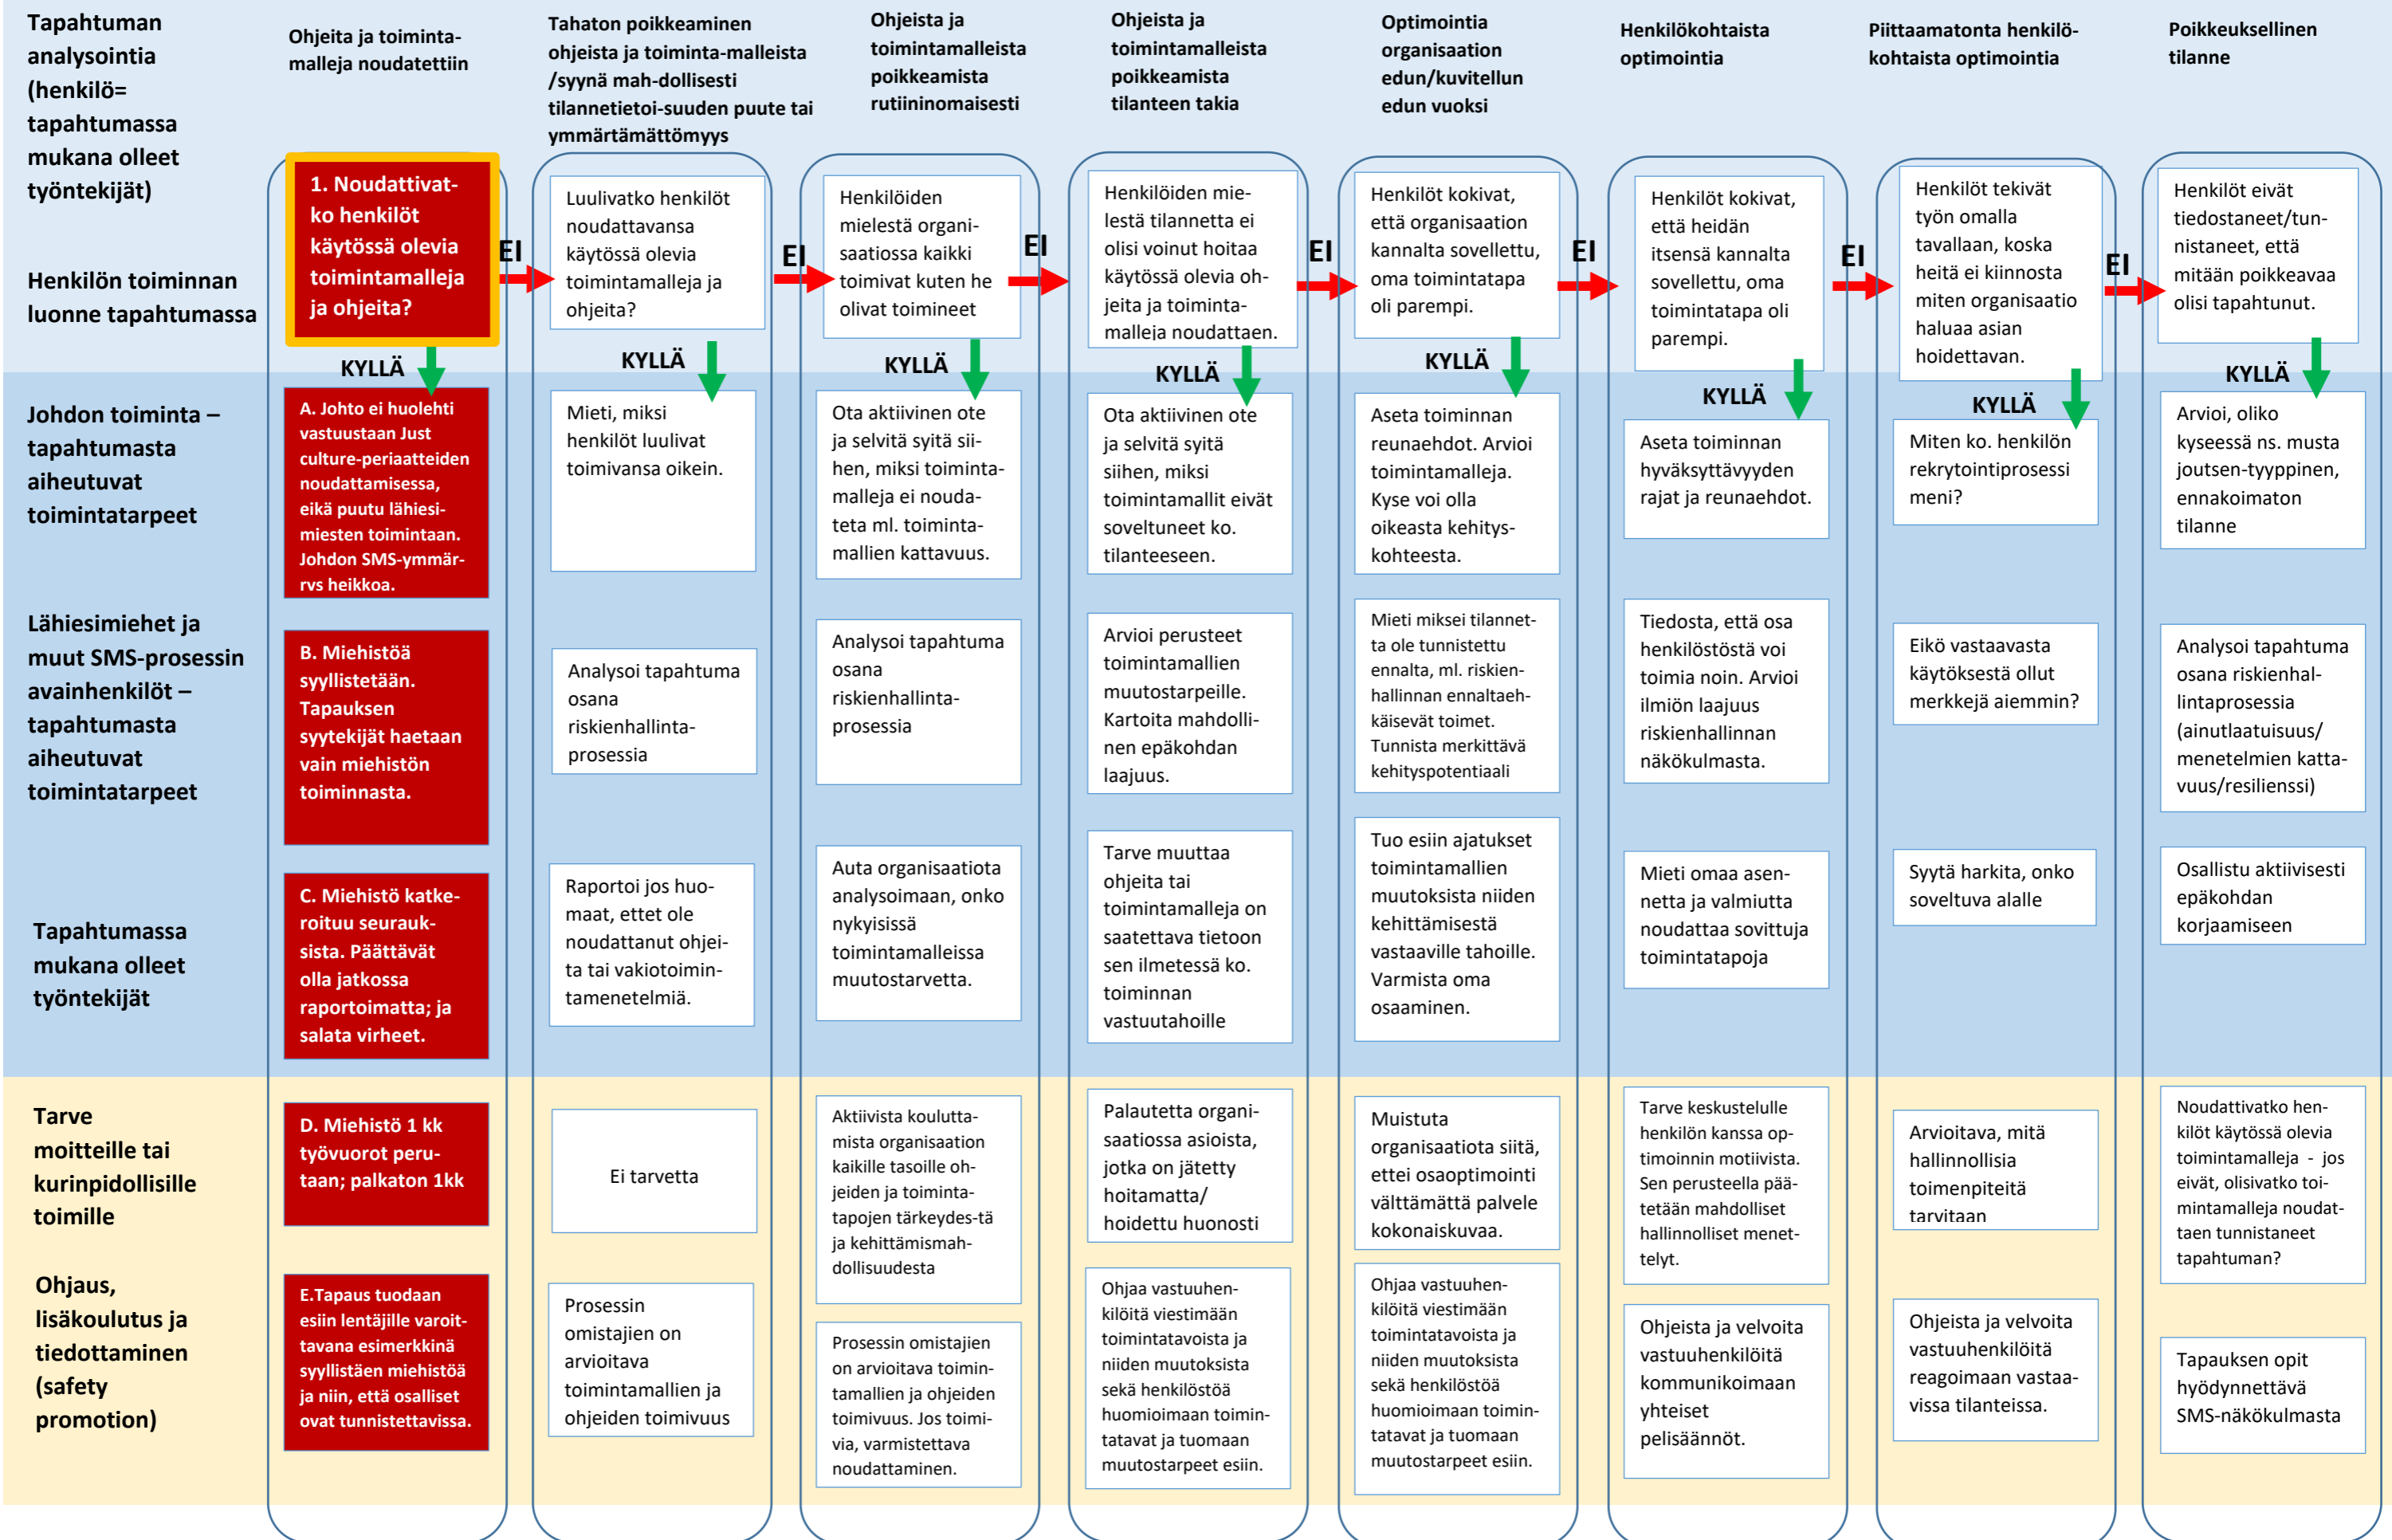 Tapahtuman
analysointia
(henkilö=
tapahtumassa
mukana olleet
työntekijät)
Ohjeita ja toiminta-
malleja noudatettiin
Tahaton poikkeaminen
ohjeista ja toiminta-malleista
/syynä mah-dollisesti
tilannetietoi-suuden puute tai
ymmärtämättömyys
Ohjeista ja
toimintamalleista
poikkeamista
rutiininomaisesti
Ohjeista ja
toimintamalleista
poikkeamista
tilanteen takia
Optimointia
organisaation
edun/kuvitellun
edun vuoksi
Henkilökohtaista
optimointia
Piittaamatonta henkilö-
kohtaista optimointia
Poikkeuksellinen
tilanne
Henkilön toiminnan
luonne tapahtumassa
1. Noudattivat-
ko henkilöt
käytössä olevia
toimintamalleja
ja ohjeita?
EI
Luulivatko henkilöt
noudattavansa
käytössä olevia
toimintamalleja ja
ohjeita?
EI
Henkilöiden
mielestä organi-
saatiossa kaikki
toimivat kuten he
olivat toimineet
EI
Henkilöiden mie-
lestä tilannetta ei
olisi voinut hoitaa
käytössä olevia oh-
jeita ja toiminta-
malleja noudattaen.
EI
Henkilöt kokivat,
että organisaation
kannalta sovellettu,
oma toimintatapa
oli parempi.
EI
Henkilöt kokivat,
että heidän
itsensä kannalta
sovellettu, oma
toimintatapa oli
parempi.
EI
Henkilöt tekivät
työn omalla
tavallaan, koska
heitä ei kiinnosta
miten organisaatio
haluaa asian
hoidettavan.
EI
Henkilöt eivät
tiedostaneet/tun-
nistaneet, että
mitään poikkeavaa
olisi tapahtunut.
KYLLÄ
KYLLÄ
KYLLÄ
KYLLÄ
KYLLÄ
KYLLÄ
KYLLÄ
KYLLÄ
Johdon toiminta –
tapahtumasta
aiheutuvat
toimintatarpeet
A. Johto ei huolehti
vastuustaan Just
culture-periaatteiden
noudattamisessa,
eikä puutu lähiesi-
miesten toimintaan.
Johdon SMS-ymmär-
rys heikkoa.
Mieti, miksi
henkilöt luulivat
toimivansa oikein.
Ota aktiivinen ote
ja selvitä syitä sii-
hen, miksi toiminta-
malleja ei nouda-
teta ml. toiminta-
mallien kattavuus.
Ota aktiivinen ote
ja selvitä syitä
siihen, miksi
toimintamallit eivät
soveltuneet ko.
tilanteeseen.
Aseta toiminnan
reunaehdot. Arvioi
toimintamalleja.
Kyse voi olla
oikeasta kehitys-
kohteesta.
Aseta toiminnan
hyväksyttävyyden
rajat ja reunaehdot.
Miten ko. henkilön
rekrytointiprosessi
meni?
Arvioi, oliko
kyseessä ns. musta
joutsen-tyyppinen,
ennakoimaton
tilanne
Lähiesimiehet ja
muut SMS-prosessin
avainhenkilöt –
tapahtumasta
aiheutuvat
toimintatarpeet
B. Miehistöä
syyllistetään.
Tapauksen
syytekijät haetaan
vain miehistön
toiminnasta.
Analysoi tapahtuma
osana
riskienhallinta-
prosessia
Analysoi tapahtuma
osana
riskienhallinta-
prosessia
Arvioi perusteet
toimintamallien
muutostarpeille.
Kartoita mahdolli-
nen epäkohdan
laajuus.
Mieti miksei tilannet-
ta ole tunnistettu
ennalta, ml. riskien-
hallinnan ennaltaeh-
käisevät toimet.
Tunnista merkittävä
kehityspotentiaali
Tiedosta, että osa
henkilöstöstä voi
toimia noin. Arvioi
ilmiön laajuus
riskienhallinnan
näkökulmasta.
Eikö vastaavasta
käytöksestä ollut
merkkejä aiemmin?
Analysoi tapahtuma
osana riskienhal-
lintaprosessia
(ainutlaatuisuus/
menetelmien katta-
vuus/resilienssi)
Tapahtumassa
mukana olleet
työntekijät
C. Miehistö katke-
roituu seurauk-
sista. Päättävät
olla jatkossa
raportoimatta; ja
salata virheet.
Raportoi jos huo-
maat, ettet ole
noudattanut ohjei-
ta tai vakiotoimin-
tamenetelmiä.
Auta organisaatiota
analysoimaan, onko
nykyisissä
toimintamalleissa
muutostarvetta.
Tarve muuttaa
ohjeita tai
toimintamalleja on
saatettava tietoon
sen ilmetessä ko.
toiminnan
vastuutahoille
Tuo esiin ajatukset
toimintamallien
muutoksista niiden
kehittämisestä
vastaaville tahoille.
Varmista oma
osaaminen.
Mieti omaa asen-
netta ja valmiutta
noudattaa sovittuja
toimintatapoja
Syytä harkita, onko
soveltuva alalle
Osallistu aktiivisesti
epäkohdan
korjaamiseen
Tarve
moitteille tai
kurinpidollisille
toimille
D. Miehistö 1 kk
työvuorot peru-
taan; palkaton 1kk
Ei tarvetta
Aktiivista koulutta-
mista organisaation
kaikille tasoille oh-
jeiden ja toiminta-
tapojen tärkeydes-tä
ja kehittämismah-
dollisuudesta
Palautetta organi-
saatiossa asioista,
jotka on jätetty
hoitamatta/
hoidettu huonosti
Muistuta
organisaatiota siitä,
ettei osaoptimointi
välttämättä palvele
kokonaiskuvaa.
Tarve keskustelulle
henkilön kanssa op-
timoinnin motiivista.
Sen perusteella pää-
tetään mahdolliset
hallinnolliset menet-
telyt.
Arvioitava, mitä
hallinnollisia
toimenpiteitä
tarvitaan
Noudattivatko hen-
kilöt käytössä olevia
toimintamalleja - jos
eivät, olisivatko toi-
mintamalleja noudat-
taen tunnistaneet
tapahtuman?
Ohjaus,
lisäkoulutus ja
tiedottaminen
(safety
promotion)
E.Tapaus tuodaan
esiin lentäjille varoit-
tavana esimerkkinä
syyllistäen miehistöä
ja niin, että osalliset
ovat tunnistettavissa.
Prosessin
omistajien on
arvioitava
toimintamallien ja
ohjeiden toimivuus
Prosessin omistajien
on arvioitava toimin-
tamallien ja ohjeiden
toimivuus. Jos toimi-
via, varmistettava
noudattaminen.
Ohjaa vastuuhen-
kilöitä viestimään
toimintatavoista ja
niiden muutoksista
sekä henkilöstöä
huomioimaan toimin-
tatavat ja tuomaan
muutostarpeet esiin.
Ohjaa vastuuhen-
kilöitä viestimään
toimintatavoista ja
niiden muutoksista
sekä henkilöstöä
huomioimaan toimin-
tatavat ja tuomaan
muutostarpeet esiin.
Ohjeista ja velvoita
vastuuhenkilöitä
kommunikoimaan
yhteiset
pelisäännöt.
Ohjeista ja velvoita
vastuuhenkilöitä
reagoimaan vastaa-
vissa tilanteissa.
Tapauksen opit
hyödynnettävä
SMS-näkökulmasta